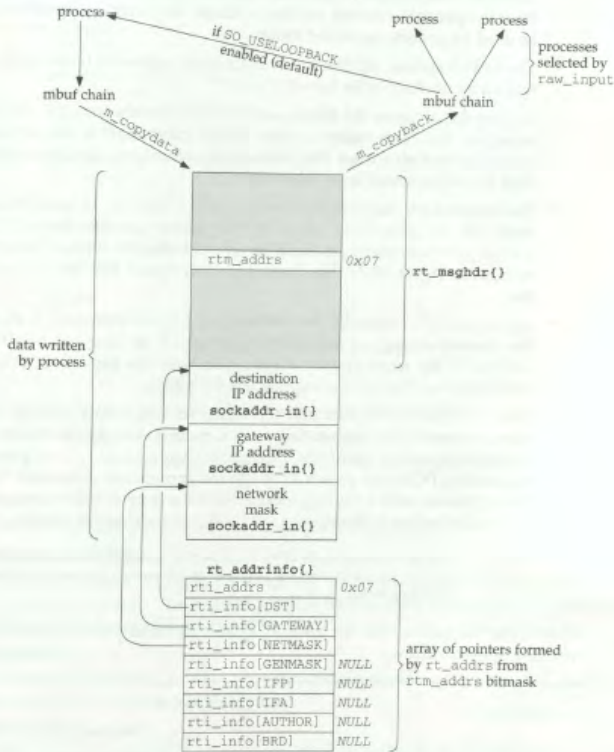 process
process
process
if SO_USELOOPBACK
enabled (default)
processes
selected by
raw_input
mbuf chain
mbuf chain
m_copydata
m_copyback
rtm_addrs
0x07
rt_msghdr{}
data written
by process
destination
IP address
sockaddr_in{}
gateway
IP address
sockaddr_in{}
network
mask
sockaddr_in{}
rt_addrinfo{}
rti_addrs
0x07
rti_info[DST]
rti_info[GATEWAY]
rti_info[NETMASK]
rti_info[GENMASK]
NULL
rti_info[IFP]
NULL
rti_info[IFA]
NULL
rti_info[AUTHOR]
NULL
rti_info[BRD]
NULL
array of pointers formed
by rt_addrs from
rtm_addrs bitmask